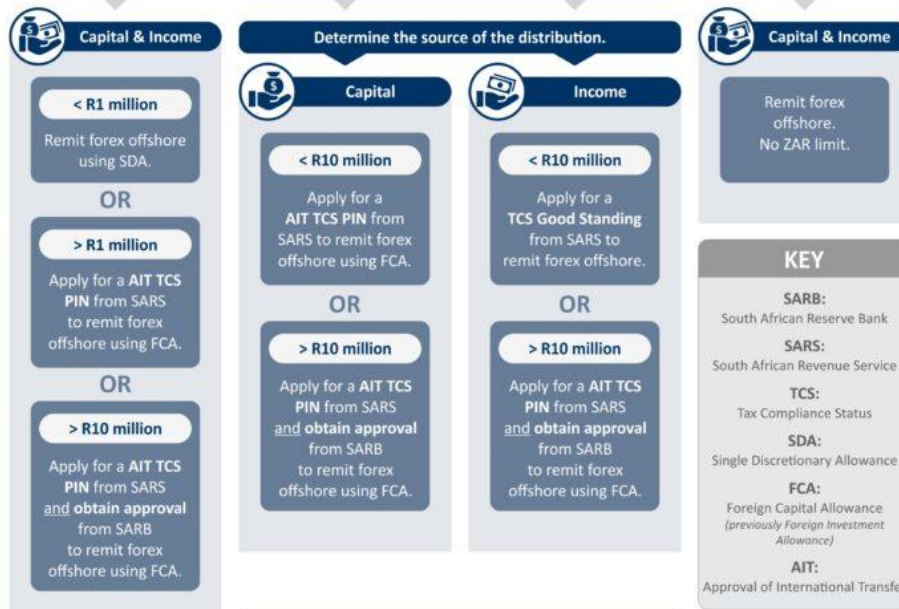 Capital & Income
< R1 million
Remit forex offshore
using SDA.
OR
> R1 million
Apply for a AIT TCS
PIN from SARS
to remit forex
offshore using FCA.
OR
> R10 million
Apply for a AIT TCS
PIN from SARS
and obtain approval
from SARB
to remit forex
offshore using FCA.
Determine the source of the distribution.
Capital
< R10 million
Apply for a
AIT TCS PIN from
SARS to remit forex
offshore using FCA.
OR
> R10 million
Apply for a AIT TCS
PIN from SARS
and obtain approval
from SARB
to remit forex
offshore using FCA.
Income
< R10 million
Apply for a
TCS Good Standing
from SARS to
remit forex offshore.
OR
> R10 million
Apply for a AIT TCS
PIN from SARS
and obtain approval
from SARB
to remit forex
offshore using FCA.
Capital & Income
Remit forex
offshore.
No ZAR limit.
KEY
SARB:
South African Reserve Bank
SARS:
South African Revenue Service
TCS:
Tax Compliance Status
SDA:
Single Discretionary Allowance
FCA:
Foreign Capital Allowance
(previously Foreign Investment
Allowance)
AIT:
Approval of International Transfe